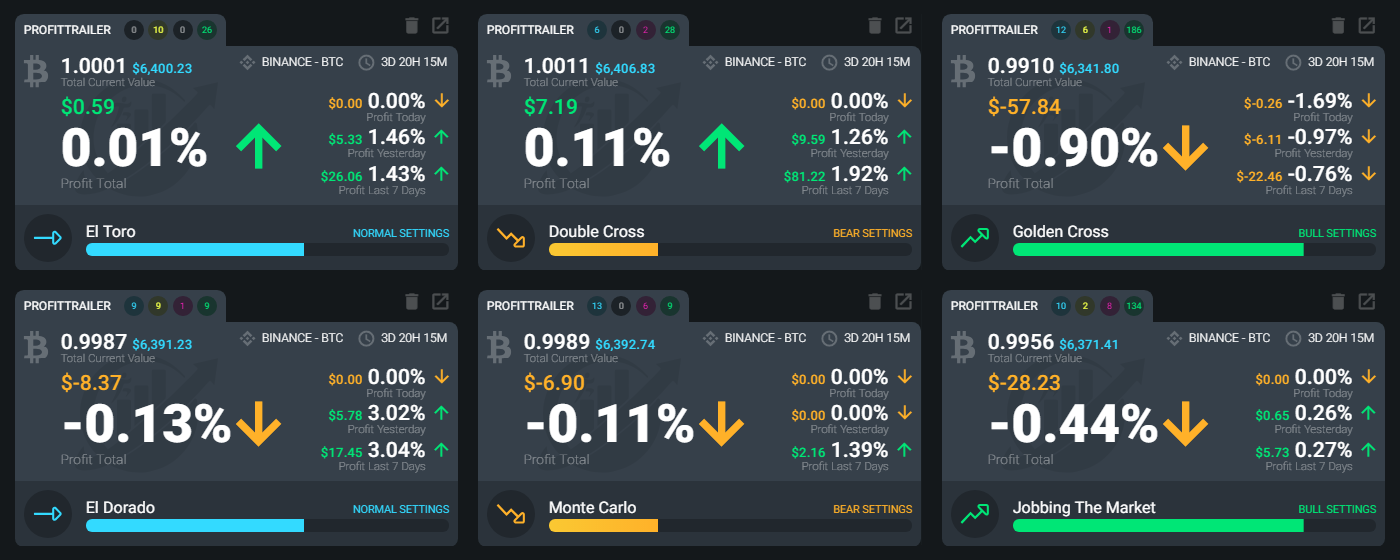 PROFITTRAILER 0 10 0 26
1.0001 $6,400.23 BINANCE - BTC 3D 20H 15M
Total Current Value
$0.59 $0.00 0.00%
Profit Today
0.01% $5.33 1.46%
Profit Yesterday
$26.06 1.43%
Profit Total Profit Last 7 Days
El Toro NORMAL SETTINGS
PROFITTRAILER 6 0 2 28
1.0011 $6,406.83 BINANCE - BTC 3D 20H 15M
Total Current Value
$7.19 $0.00 0.00%
Profit Today
0.11% $9.59 1.26%
Profit Yesterday
$81.22 1.92%
Profit Total Profit Last 7 Days
Double Cross BEAR SETTINGS
PROFITTRAILER 12 6 1 186
0.9910 $6,341.80 BINANCE - BTC 3D 20H 15M
Total Current Value
$-57.84 $-0.26 -1.69%
Profit Today
-0.90% $-6.11 -0.97%
Profit Yesterday
$-22.46 -0.76%
Profit Total Profit Last 7 Days
Golden Cross BULL SETTINGS
PROFITTRAILER 9 9 1 9
0.9987 $6,391.23 BINANCE - BTC 3D 20H 15M
Total Current Value
$-8.37 $0.00 0.00%
Profit Today
-0.13% $5.78 3.02%
Profit Yesterday
$17.45 3.04%
Profit Total Profit Last 7 Days
El Dorado NORMAL SETTINGS
PROFITTRAILER 13 0 6 9
0.9989 $6,392.74 BINANCE - BTC 3D 20H 15M
Total Current Value
$-6.90 $0.00 0.00%
Profit Today
-0.11% $0.00 0.00%
Profit Yesterday
$2.16 1.39%
Profit Total Profit Last 7 Days
Monte Carlo BEAR SETTINGS
PROFITTRAILER 10 2 8 134
0.9956 $6,371.41 BINANCE - BTC 3D 20H 15M
Total Current Value
$-28.23 $0.00 0.00%
Profit Today
-0.44% $0.65 0.26%
Profit Yesterday
$5.73 0.27%
Profit Total Profit Last 7 Days
Jobbing The Market BULL SETTINGS